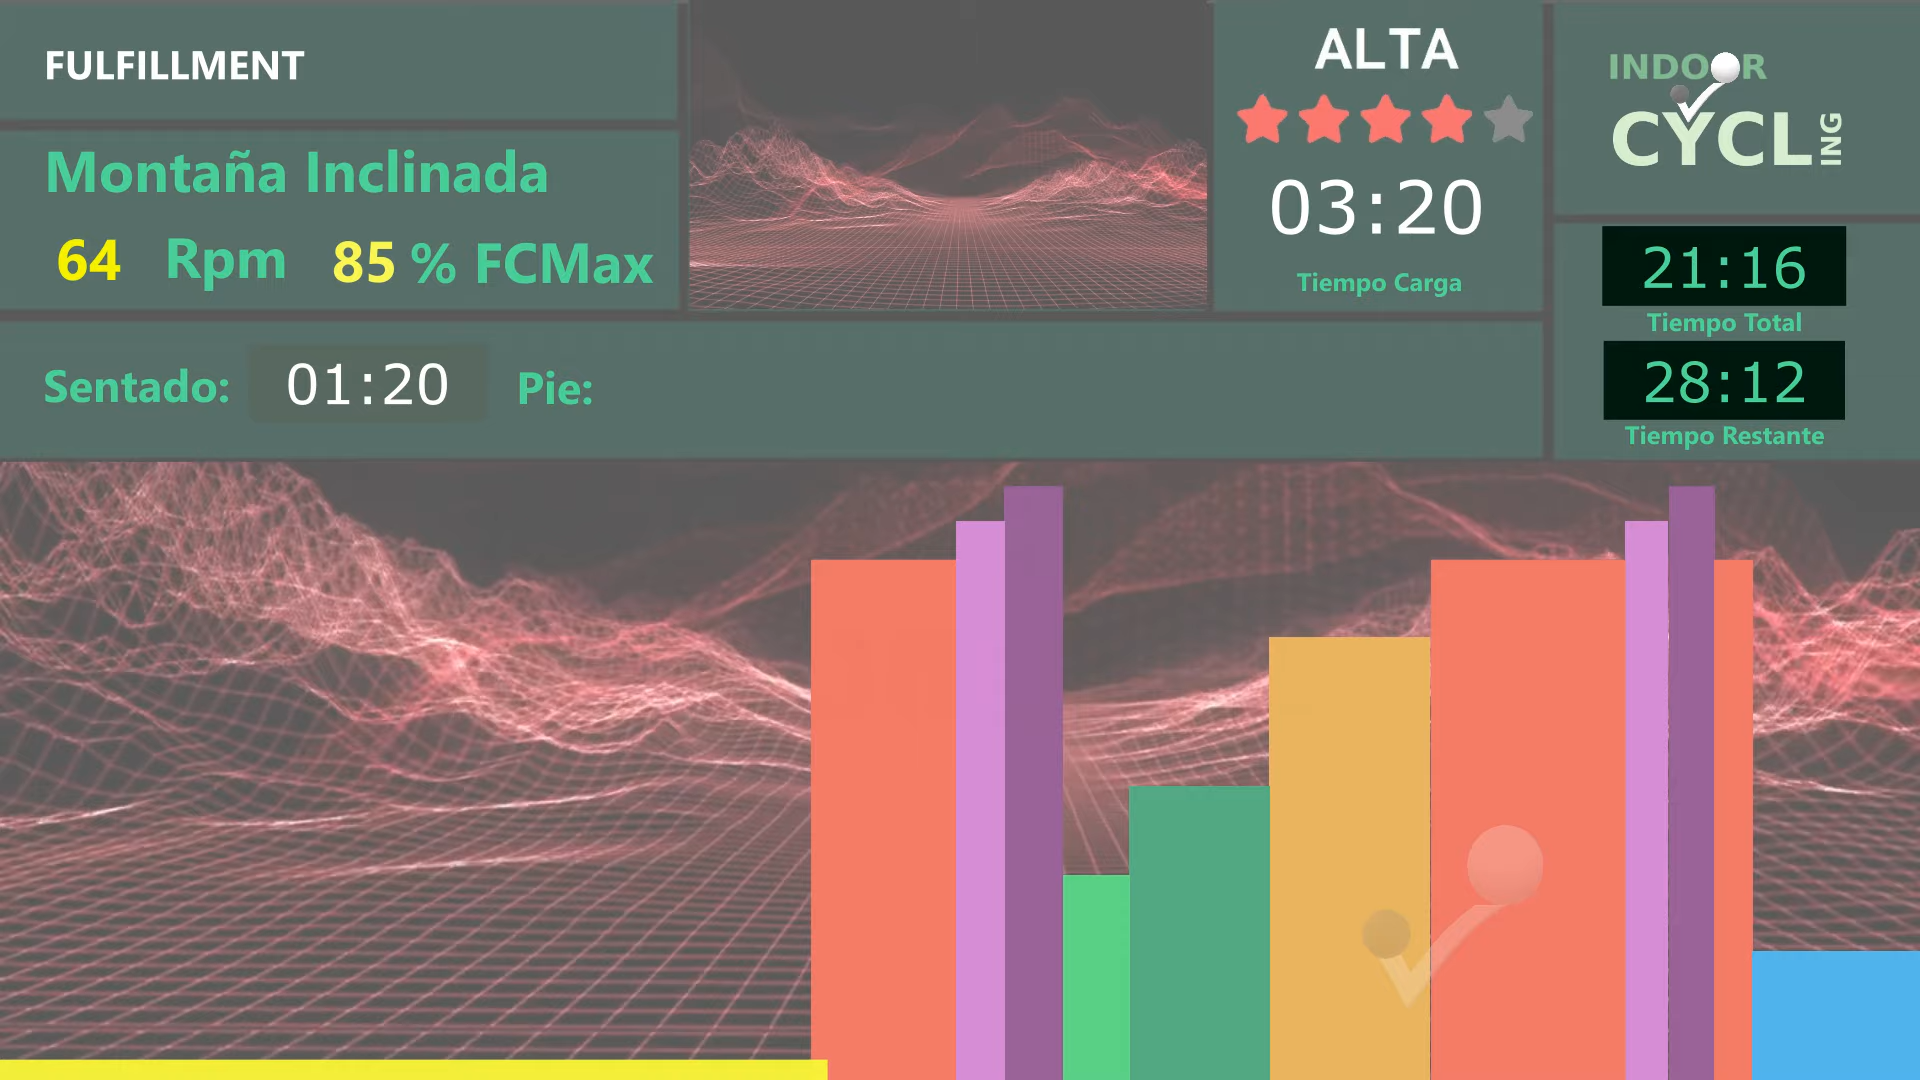 FULFILLMENT
Montaña Inclinada
64 Rpm 85 % FCMax
ALTA
03:20
Tiempo Carga
INDOOR
CYCLING
21:16
Tiempo Total
28:12
Tiempo Restante
Sentado: 01:20 Pie: